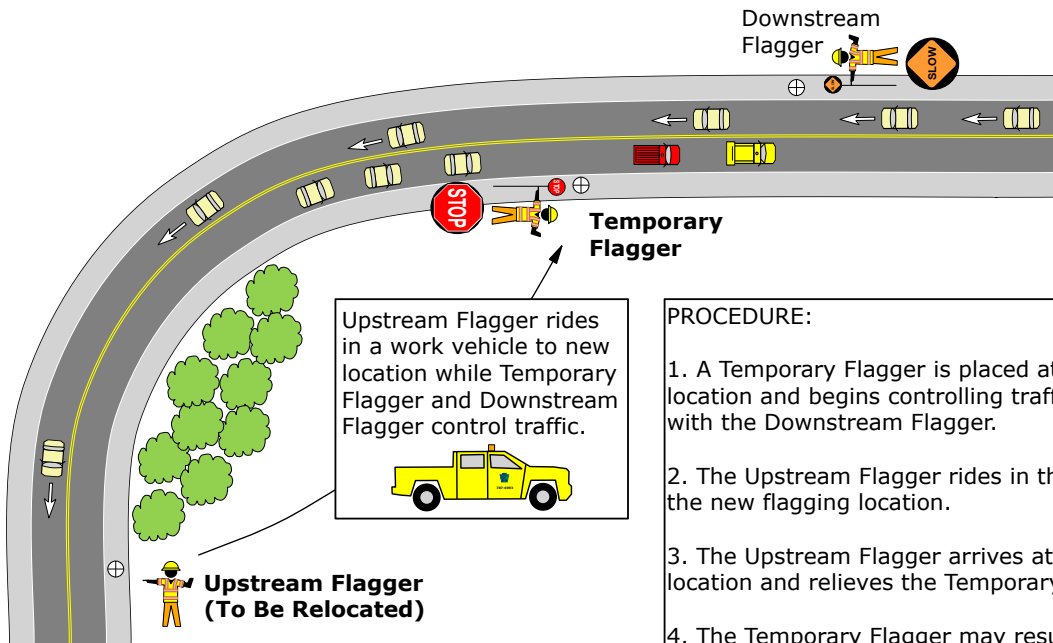 Downstream
Flagger
SLOW
STOP
STOP
Temporary
Flagger
Upstream Flagger rides
in a work vehicle to new
location while Temporary
Flagger and Downstream
Flagger control traffic.
Upstream Flagger
(To Be Relocated)
PROCEDURE:
1. A Temporary Flagger is placed at
location and begins controlling traff
with the Downstream Flagger.
2. The Upstream Flagger rides in th
the new flagging location.
3. The Upstream Flagger arrives at
location and relieves the Temporary
4. The Temporary Flagger may resu